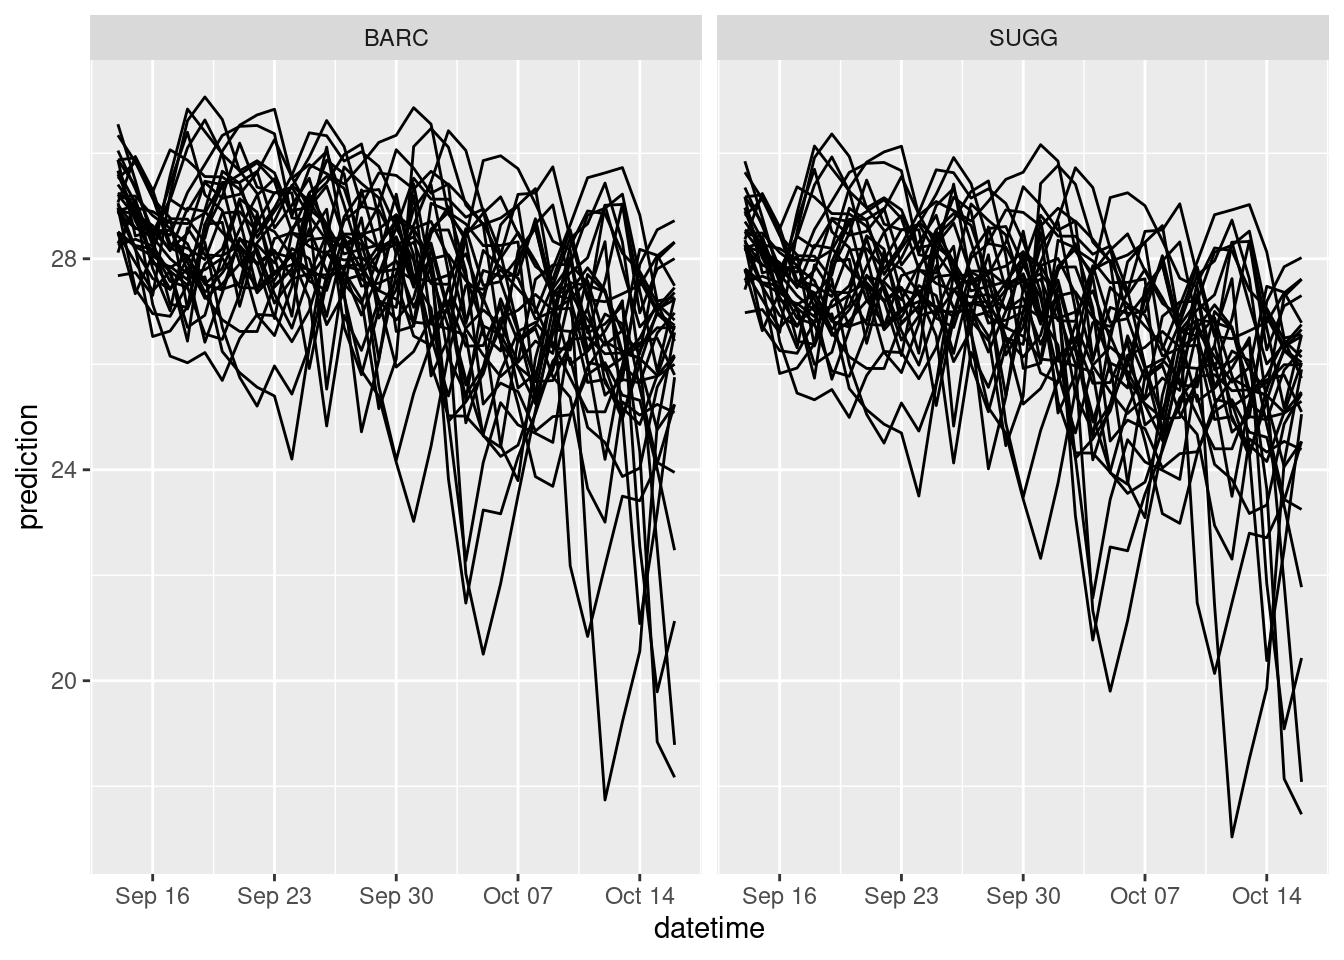 BARC
SUGG
prediction
28
24
20
Sep 16
Sep 23
Sep 30
Oct 07
Oct 14
Sep 16
Sep 23
Sep 30
Oct 07
Oct 14
datetime